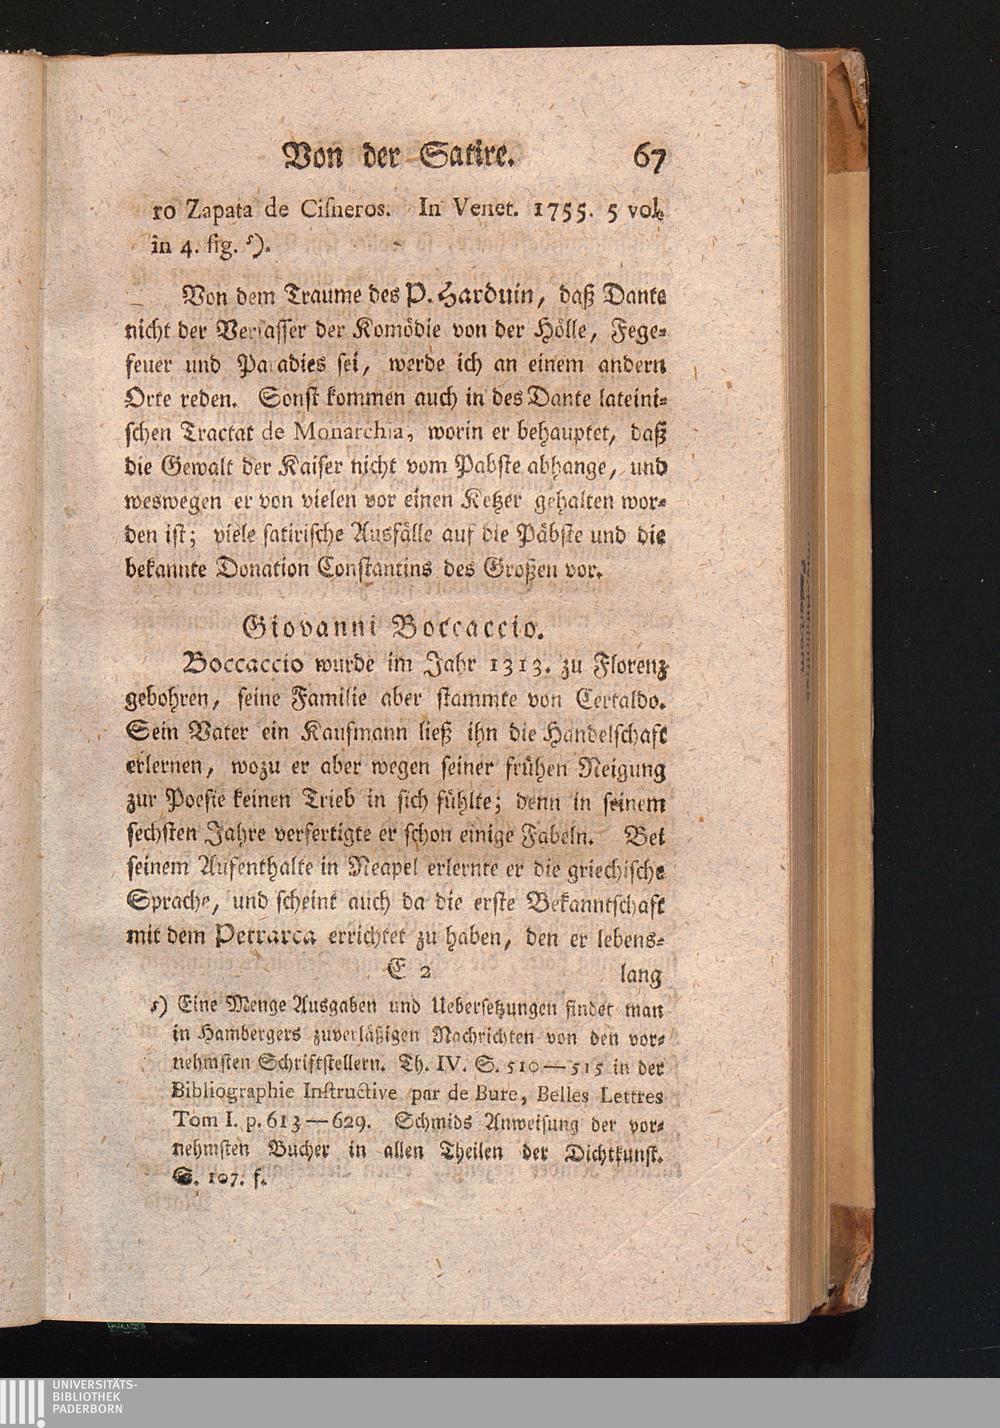 Von der Satire. 67
ro Zapata de Cisneros. In Venet. 1755. 5 vol.
in 4. fig. s).
Von dem Traume des P. Harduin, daß Dante
nicht der Verfasser der Komödie von der Hölle, Fege-
feuer und Paradies sei, werde ich an einem andern
Orte reden. Sonst kommen auch in des Dante lateini-
schen Tractat de Monarchia, worin er behauptet, daß
die Gewalt der Kaiser nicht vom Pabste abhange, und
weswegen er von vielen vor einen Ketzer gehalten wor-
den ist; viele satirische Ausfälle auf die Päbste und die
bekannte Donation Constantins des Großen vor.
Giovanni Boccaccio.
Boccaccio wurde im Jahr 1313. zu Florenz
gebohren, seine Familie aber stammte von Certaldo.
Sein Vater ein Kaufmann ließ ihn die Handelschaft
erlernen, wozu er aber wegen seiner frühen Neigung
zur Poesie keinen Trieb in sich fühlte; denn in seinem
sechsten Jahre verfertigte er schon einige Fabeln. Bei
seinem Aufenthalte in Neapel erlernte er die griechische
Sprache, und scheint auch da die erste Bekanntschaft
mit dem Petrarca errichtet zu haben, den er lebens-
E 2 lang
s) Eine Menge Ausgaben und Uebersetzungen findet man
in Hambergers zuverläßigen Nachrichten von den vor-
nehmsten Schriftstellern. Th. IV. S. 510—515 in der
Bibliographie Instructive par de Bure, Belles Lettres
Tom I. p. 613—629. Schmids Anweisung der vor-
nehmsten Bücher in allen Theilen der Dichtkunst.
S. 107. f.
UNIVERSITÄTS-
BIBLIOTHEK
PADERBORN